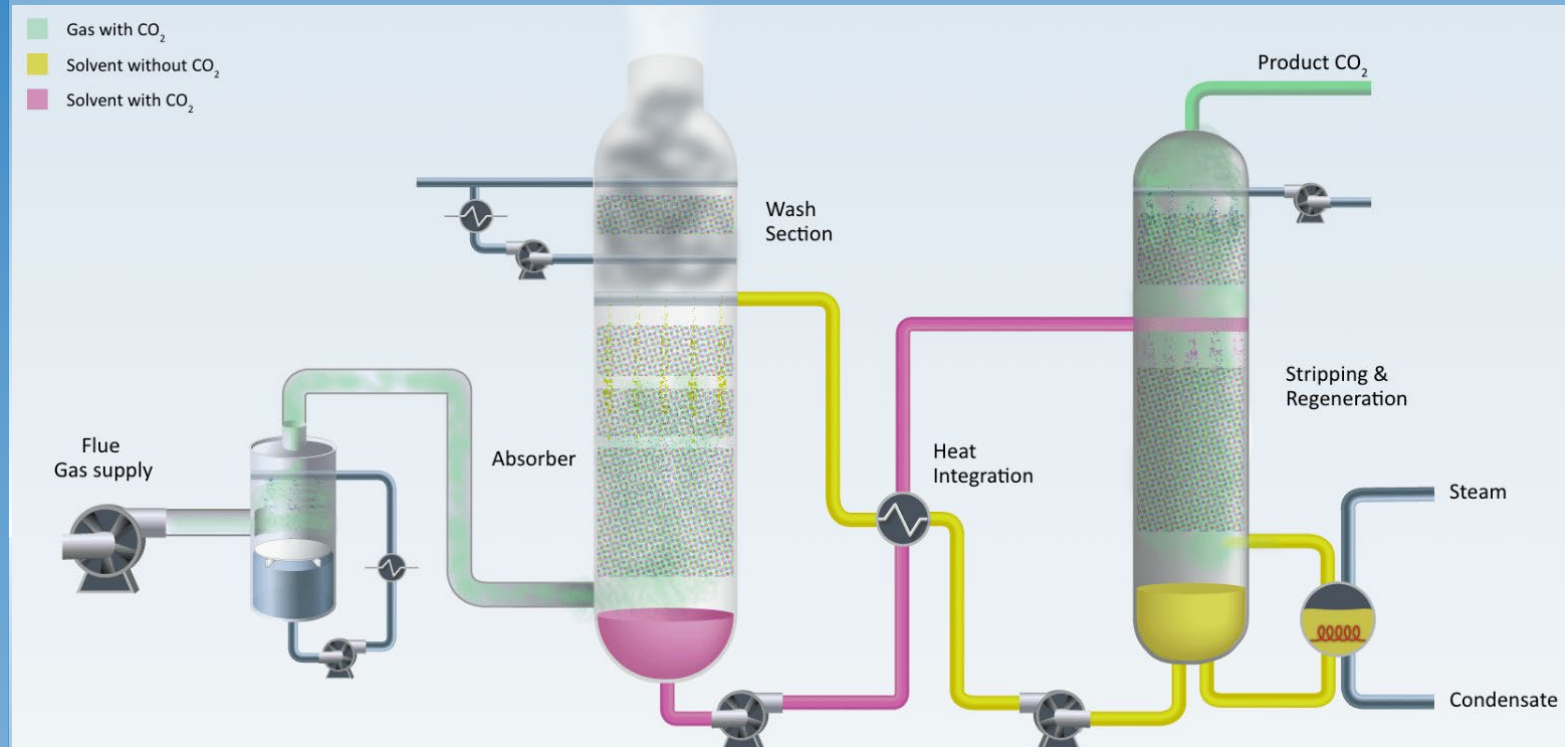 Gas with CO₂
Solvent without CO₂
Solvent with CO₂
Product CO₂
Wash
Section
Stripping &
Regeneration
Flue
Gas supply
Absorber
Heat
Integration
Steam
Condensate